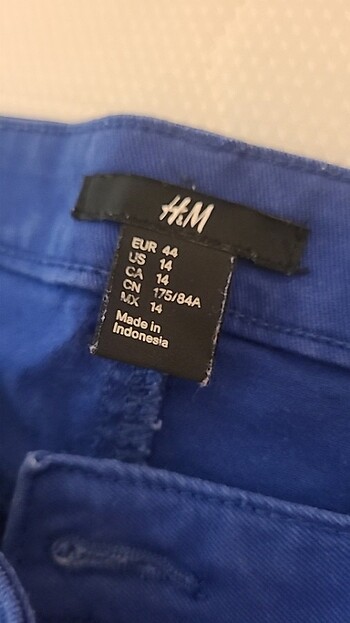 H&M
EUR 44
US 14
CA 14
CN 175/84A
MX 14
Made in
Indonesia